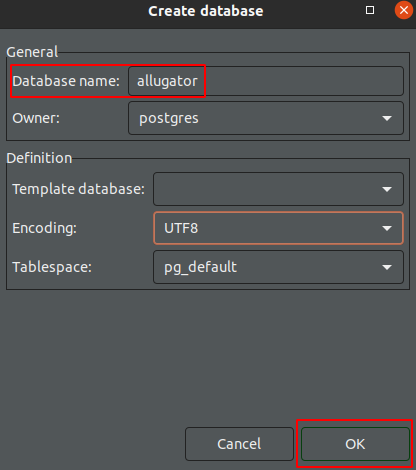 Create database
General
Database name: allugator
Owner: postgres
Definition
Template database:
Encoding: UTF8
Tablespace: pg_default
Cancel OK